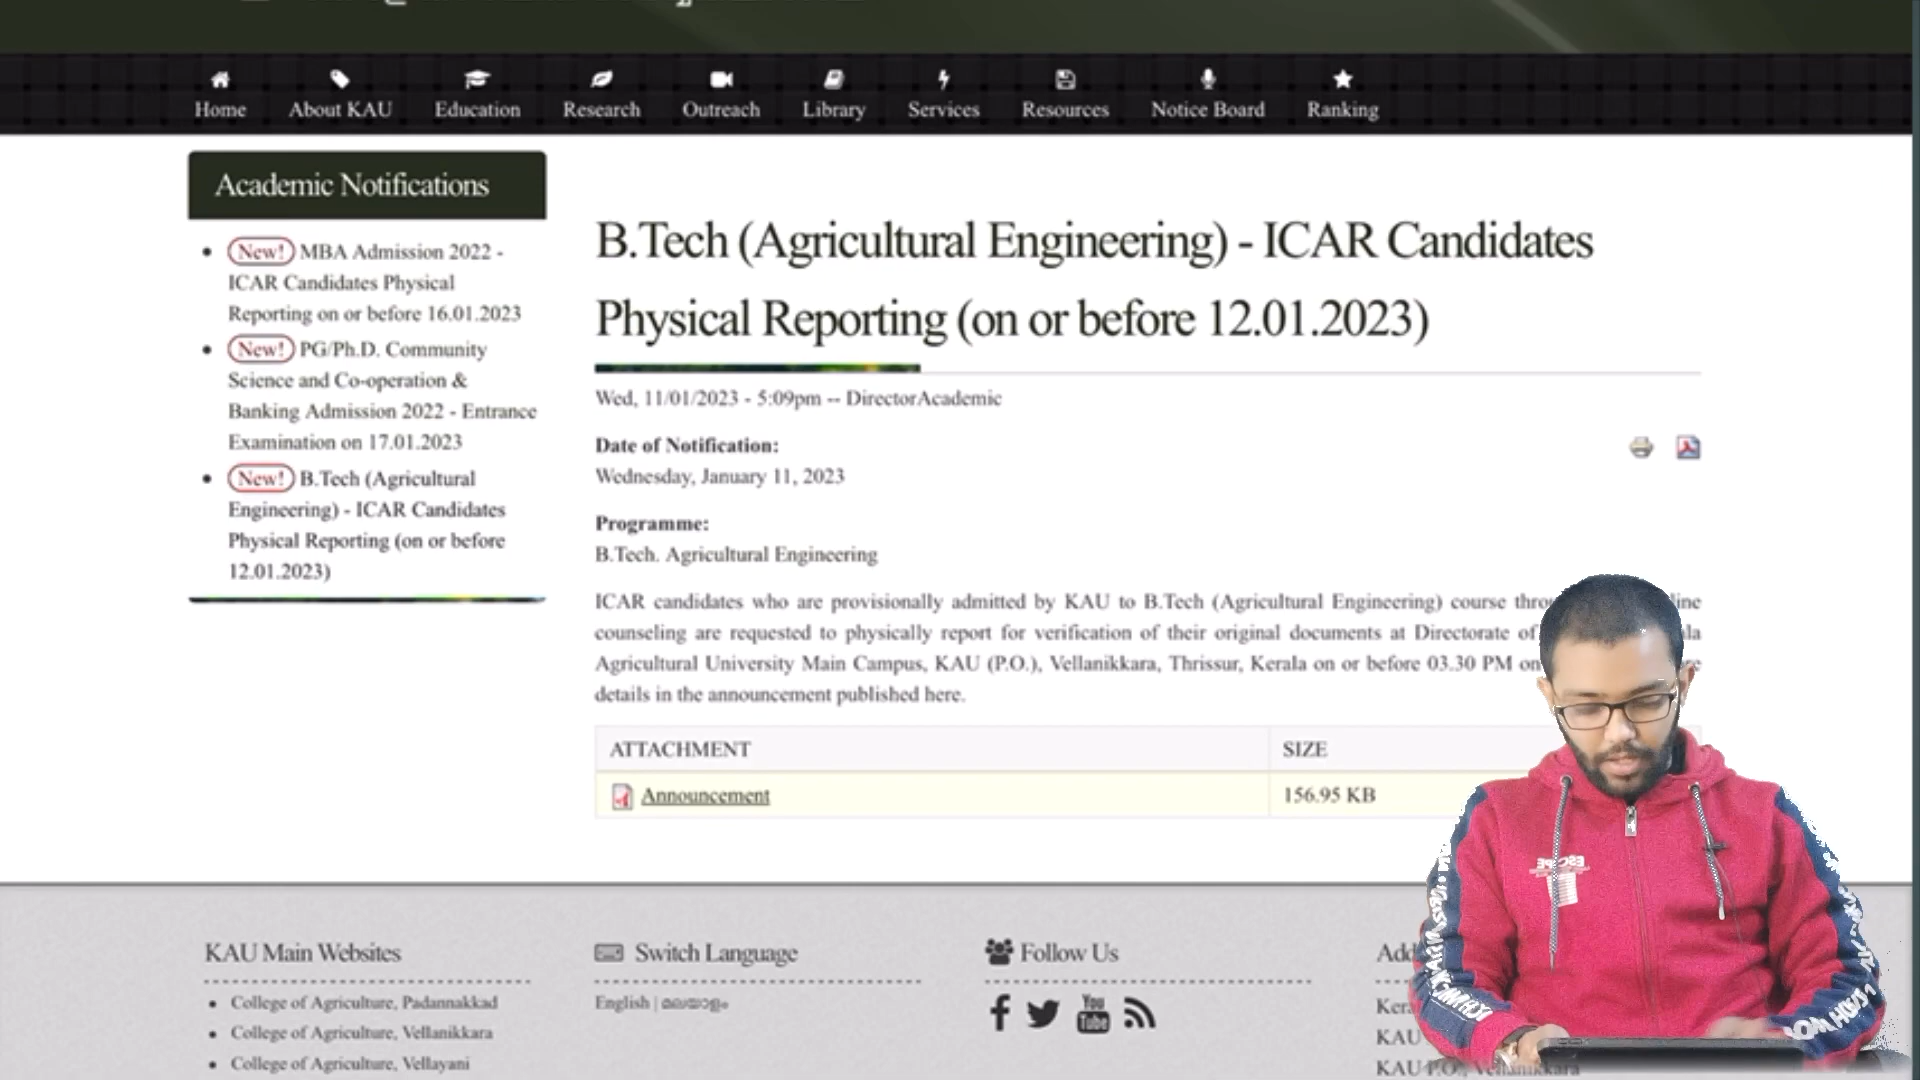 Home About KAU Education Research Outreach Library Services Resources Notice Board Ranking
Academic Notifications
New! MBA Admission 2022 -
ICAR Candidates Physical
Reporting on or before 16.01.2023
New! PG/Ph.D. Community
Science and Co-operation &
Banking Admission 2022 - Entrance
Examination on 17.01.2023
New! B.Tech (Agricultural
Engineering) - ICAR Candidates
Physical Reporting (on or before
12.01.2023)
B.Tech (Agricultural Engineering) - ICAR Candidates
Physical Reporting (on or before 12.01.2023)
Wed, 11/01/2023 - 5:09pm -- DirectorAcademic
Date of Notification:
Wednesday, January 11, 2023
Programme:
B.Tech. Agricultural Engineering
ICAR candidates who are provisionally admitted by KAU to B.Tech (Agricultural Engineering) course
counseling are requested to physically report for verification of their original documents at Directorate of
Agricultural University Main Campus, KAU (P.O.), Vellanikkara, Thrissur, Kerala on or before 03.30 PM on
details in the announcement published here.
ATTACHMENT SIZE
Announcement 156.95 KB
KAU Main Websites
College of Agriculture, Padannakkad
College of Agriculture, Vellanikkara
College of Agriculture, Vellayani
Switch Language
English | മലയാളം
Follow Us
You
Tube
KAU
KAU P.O., Vellanikkara